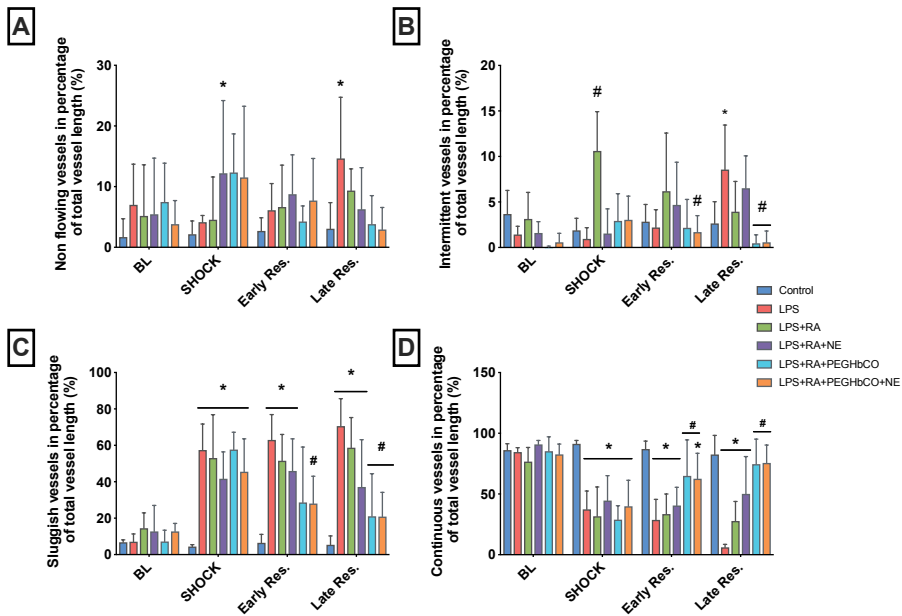 A
Non flowing vessels in percentage
of total vessel length (%)
30
20
10
0
*
*
BL
SHOCK
Early Res.
Late Res.
B
Intermittent vessels in percentage
of total vessel length (%)
20
15
10
5
0
#
#
*
#
BL
SHOCK
Early Res.
Late Res.
Control
LPS
LPS+RA
LPS+RA+NE
LPS+RA+PEGHbCO
LPS+RA+PEGHbCO+NE
C
Sluggish vessels in percentage
of total vessel length (%)
100
80
60
40
20
0
*
*
#
*
#
BL
SHOCK
Early Res.
Late Res.
D
Continuous vessels in percentage
of total vessel length (%)
150
100
50
0
*
*
#
*
*
#
BL
SHOCK
Early Res.
Late Res.